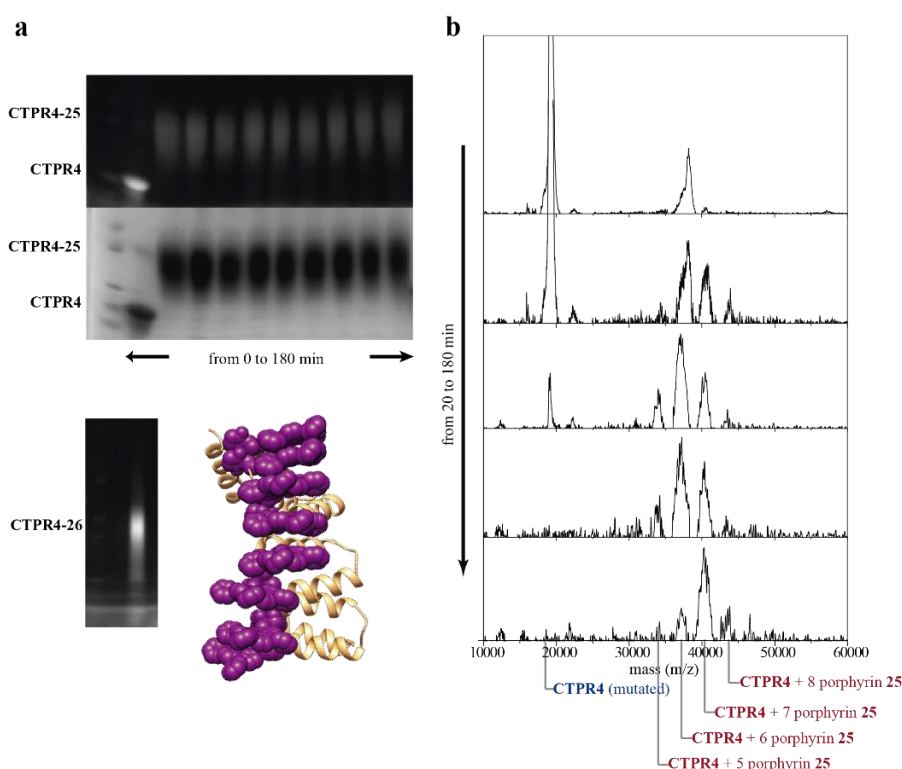 a
CTPR4-25
CTPR4
CTPR4-25
CTPR4
from 0 to 180 min
CTPR4-26
b
from 20 to 180 min
10000 20000 30000 40000 50000 60000
mass (m/z)
CTPR4 (mutated)
CTPR4 + 8 porphyrin 25
CTPR4 + 7 porphyrin 25
CTPR4 + 6 porphyrin 25
CTPR4 + 5 porphyrin 25